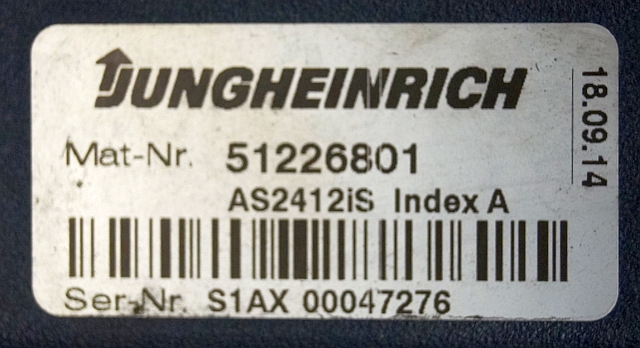 JUNGHEINRICH
Mat-Nr. 51226801
AS2412iS Index A
Ser-Nr. S1AX 00047276
18.09.14